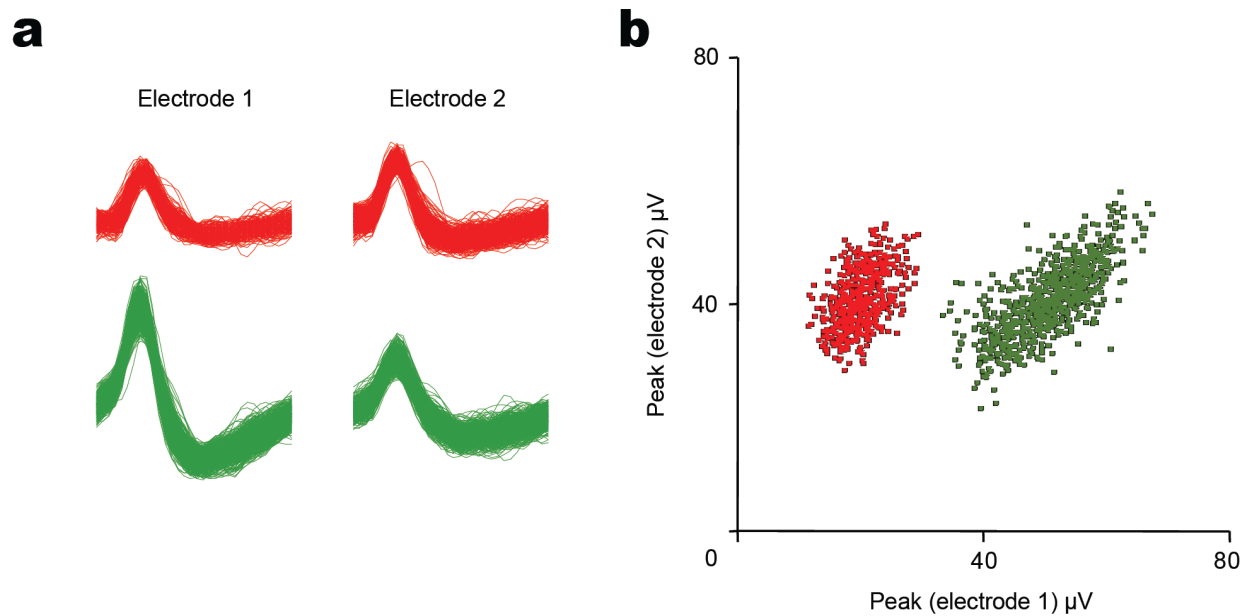 a
Electrode 1
Electrode 2
b
80
40
0
40
80
Peak (electrode 2) µV
Peak (electrode 1) µV